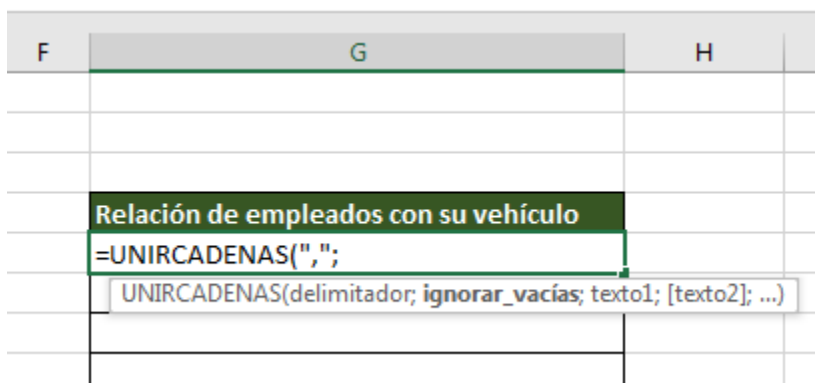 F G H
Relación de empleados con su vehículo
=UNIRCADENAS(",";
UNIRCADENAS(delimitador; ignorar_vacías; texto1; [texto2]; ...)